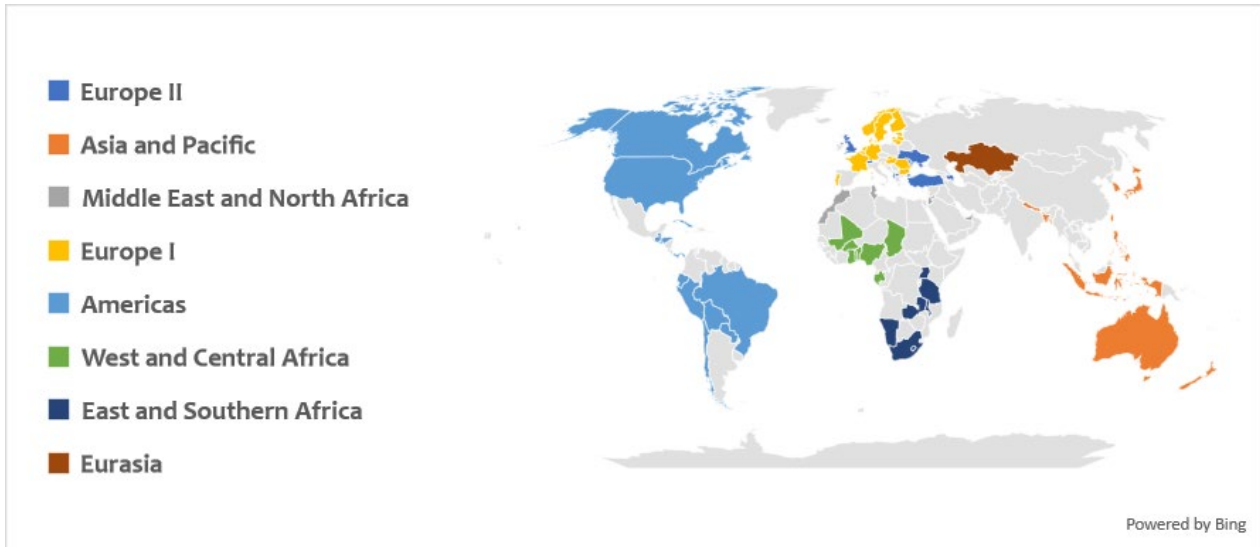 Europe II
Asia and Pacific
Middle East and North Africa
Europe I
Americas
West and Central Africa
East and Southern Africa
Eurasia
Powered by Bing